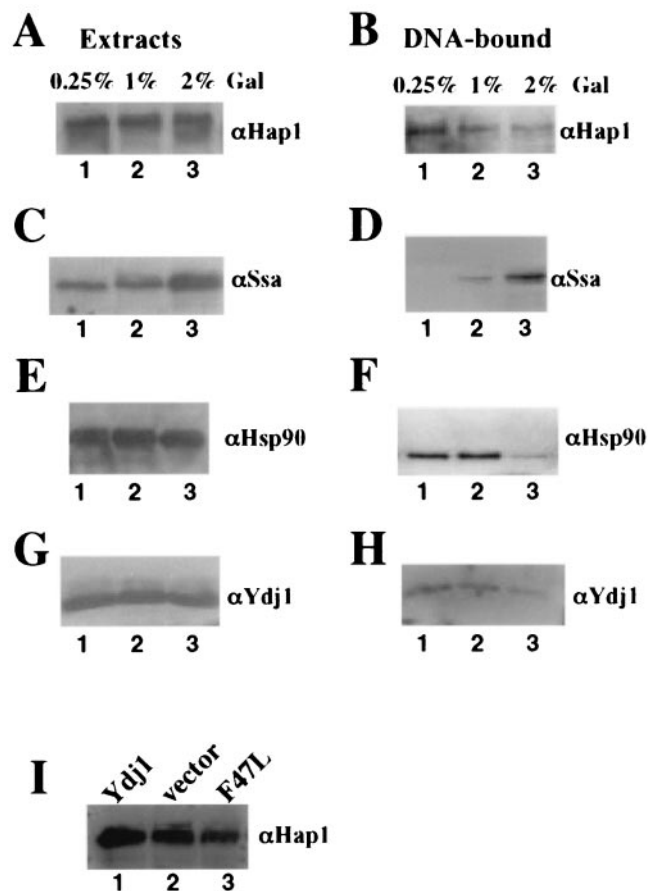 A Extracts
0.25% 1% 2% Gal
αHap1
1 2 3
B DNA-bound
0.25% 1% 2% Gal
αHap1
1 2 3
C
αSsa
1 2 3
D
αSsa
1 2 3
E
αHsp90
1 2 3
F
αHsp90
1 2 3
G
αYdj1
1 2 3
H
αYdj1
1 2 3
I
Ydj1 vector F47L
αHap1
1 2 3